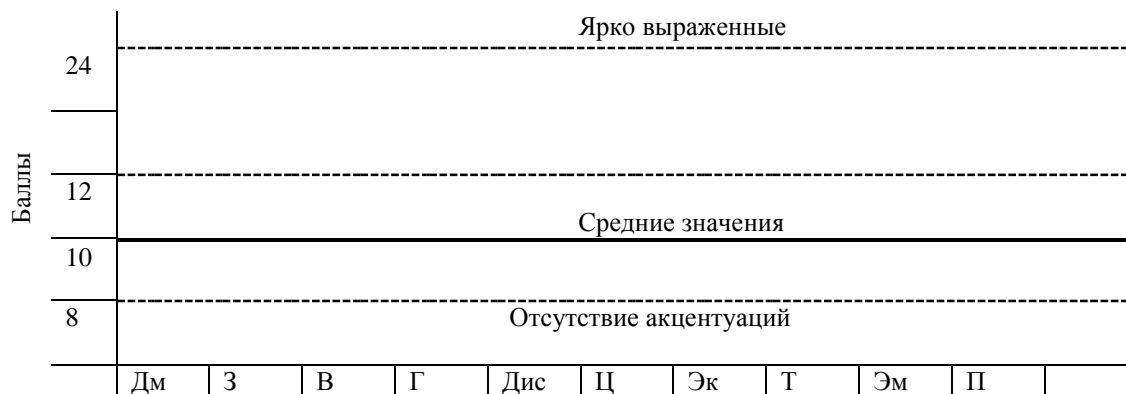 Ярко выраженные
24
12
Баллы
Средние значения
10
8
Отсутствие акцентуаций
Дм З В Г Дис Ц Эк Т Эм П